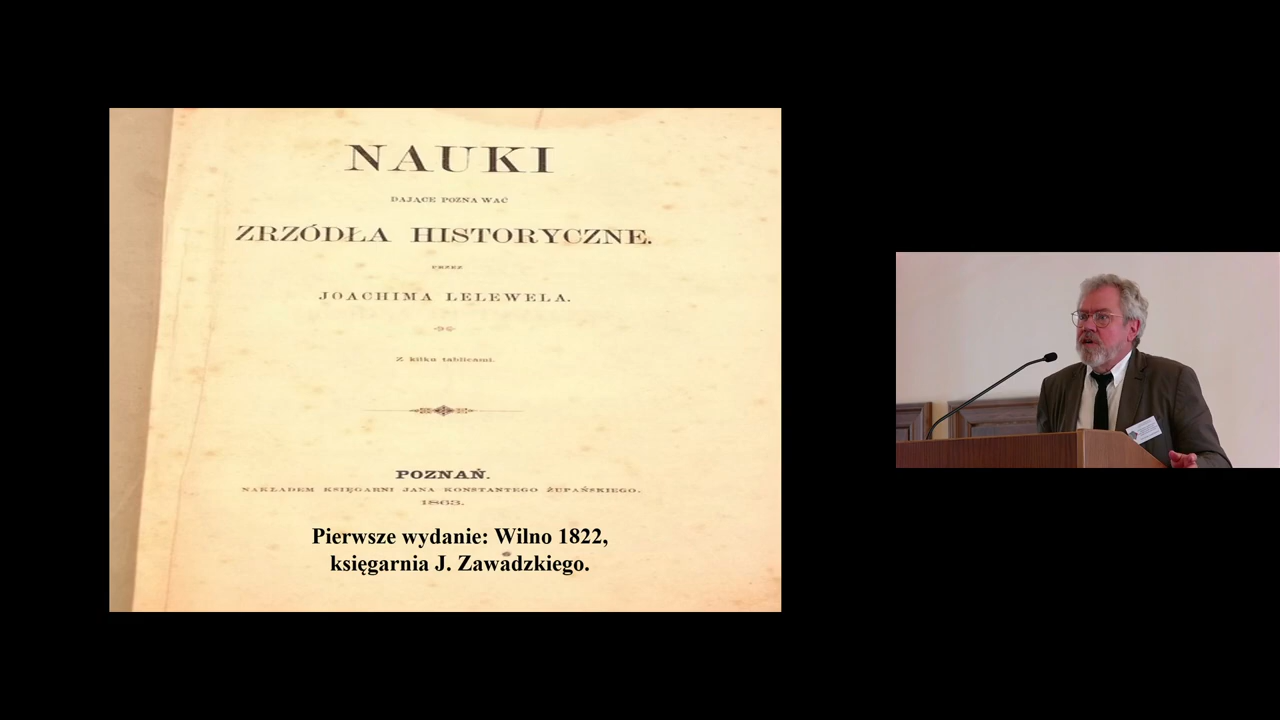 NAUKI
DAJĄCE POZNAWAĆ
ZRZÓDŁA HISTORYCZNE.
PRZEZ
JOACHIMA LELEWELA.
Z kilku tablicami.
POZNAŃ.
NAKŁADEM KSIĘGARNI JANA KONSTANTEGO ŻUPAŃSKIEGO.
1863.
Pierwsze wydanie: Wilno 1822,
księgarnia J. Zawadzkiego.